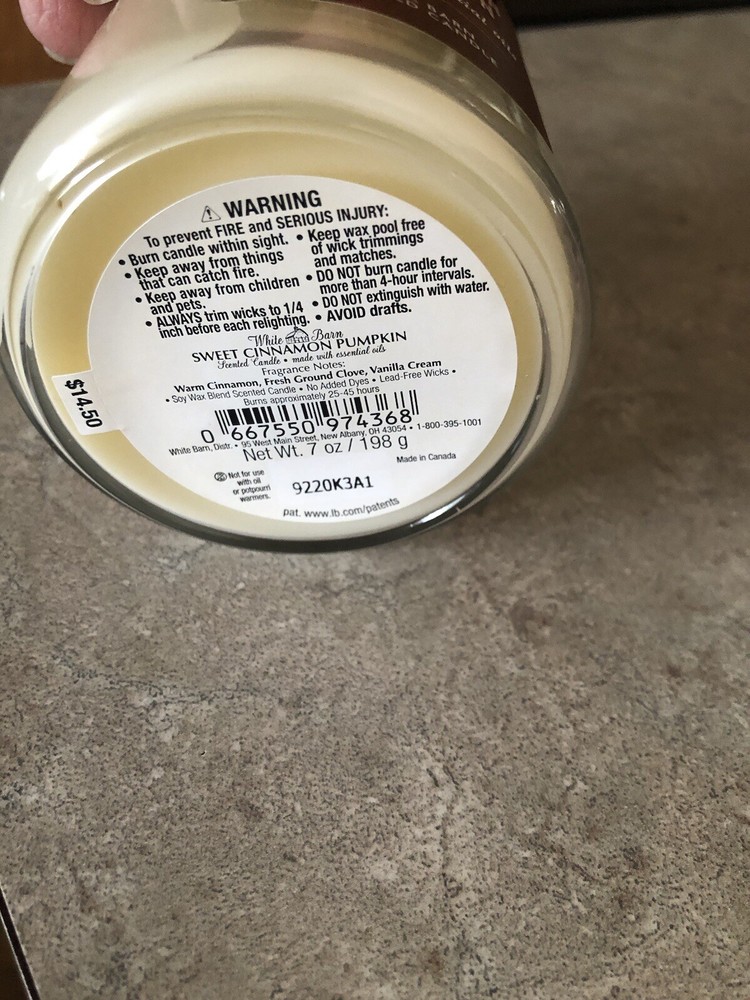 BARN
CANDLE
⚠ WARNING
To prevent FIRE and SERIOUS INJURY:
• Burn candle within sight.
• Keep away from things
that can catch fire.
• Keep away from children
and pets.
• ALWAYS trim wicks to 1/4
inch before each relighting.
• Keep wax pool free
of wick trimmings
and matches.
• DO NOT burn candle for
more than 4-hour intervals.
• DO NOT extinguish with water.
• AVOID drafts.
White Barn
SWEET CINNAMON PUMPKIN
Scented Candle • made with essential oils
Fragrance Notes:
Warm Cinnamon, Fresh Ground Clove, Vanilla Cream
• Soy Wax Blend Scented Candle • No Added Dyes • Lead-Free Wicks •
Burns approximately 25-45 hours
$14.50
0 667550 974368
White Barn, Distr. • 95 West Main Street, New Albany, OH 43054 • 1-800-395-1001
Net Wt. 7 oz / 198 g
Made in Canada
Not for use
with oil
or potpourri
warmers.
9220K3A1
pat. www.lb.com/patents